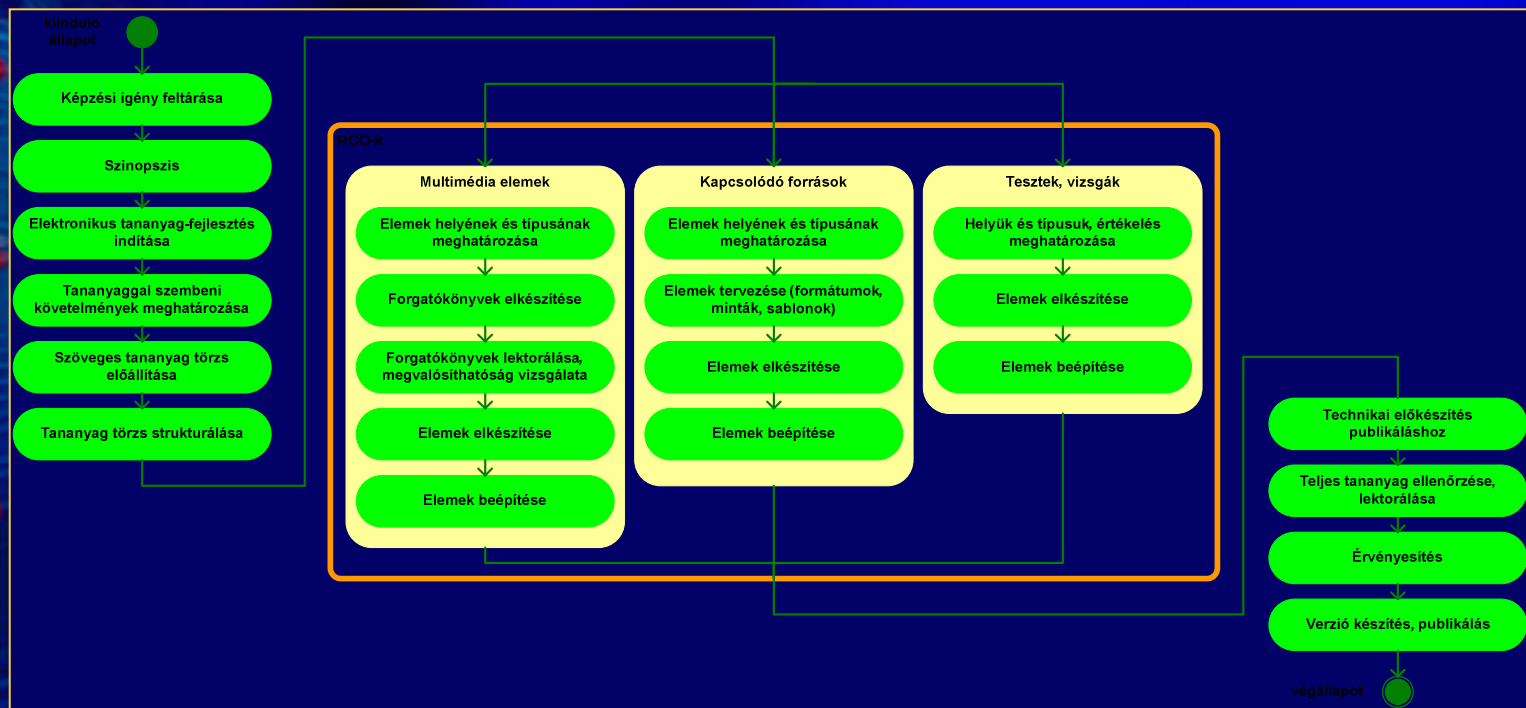 kiinduló
állapot
Képzési igény feltárása
Szinopszis
Elektronikus tananyag-fejlesztés
indítása
Tananyaggal szembeni
követelmények meghatározása
Szöveges tananyag törzs
előállítása
Tananyag törzs strukturálása
RCO-k
Multimédia elemek
Elemek helyének és típusának
meghatározása
Forgatókönyvek elkészítése
Forgatókönyvek lektorálása,
megvalósíthatóság vizsgálata
Elemek elkészítése
Elemek beépítése
Kapcsolódó források
Elemek helyének és típusának
meghatározása
Elemek tervezése (formátumok,
minták, sablonok)
Elemek elkészítése
Elemek beépítése
Tesztek, vizsgák
Helyük és típusuk, értékelés
meghatározása
Elemek elkészítése
Elemek beépítése
Technikai előkészítés
publikáláshoz
Teljes tananyag ellenőrzése,
lektorálása
Érvényesítés
Verzió készítés, publikálás
végállapot